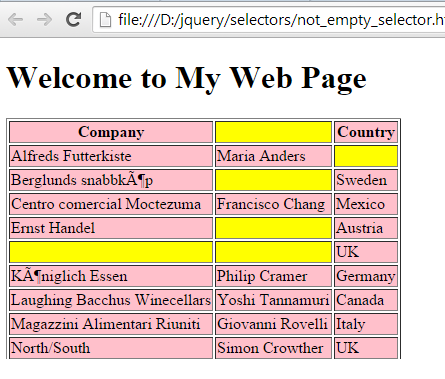 file:///D:/jquery/selectors/not_empty_selector.h
Welcome to My Web Page
Company Country
Alfreds Futterkiste Maria Anders
Berglunds snabbkÃ¶p Sweden
Centro comercial Moctezuma Francisco Chang Mexico
Ernst Handel Austria
UK
KÃ¶niglich Essen Philip Cramer Germany
Laughing Bacchus Winecellars Yoshi Tannamuri Canada
Magazzini Alimentari Riuniti Giovanni Rovelli Italy
North/South Simon Crowther UK